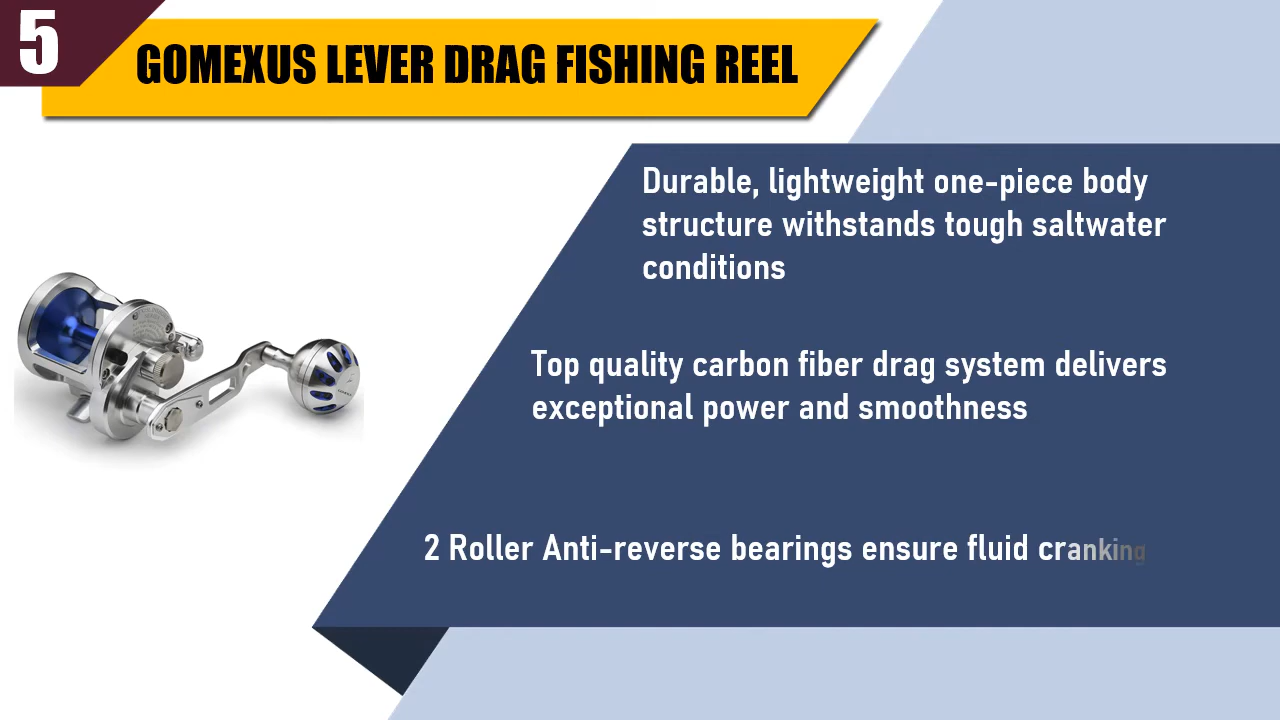 5
GOMEXUS LEVER DRAG FISHING REEL
Durable, lightweight one-piece body
structure withstands tough saltwater
conditions
Top quality carbon fiber drag system delivers
exceptional power and smoothness
2 Roller Anti-reverse bearings ensure fluid cranking